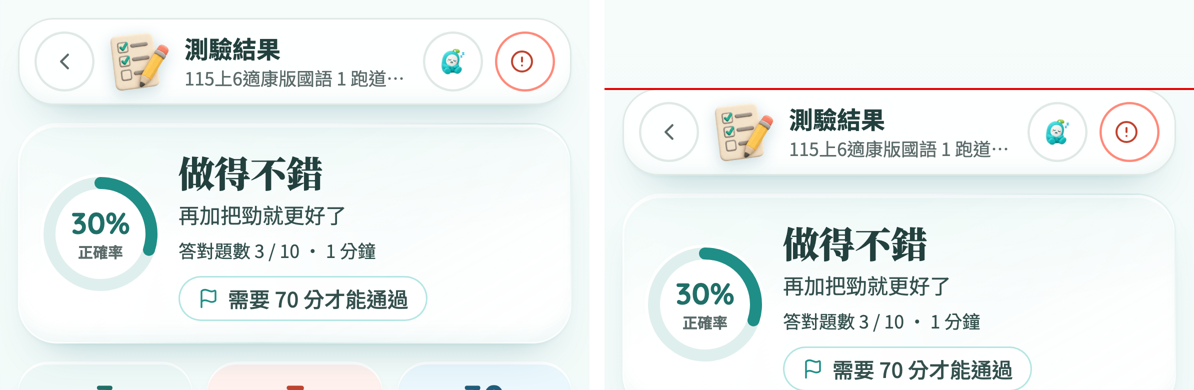 測驗結果
115上6適康版國語 1 跑道…
做得不錯
再加把勁就更好了
30%
正確率
答對題數 3 / 10 • 1 分鐘
需要 70 分才能通過
測驗結果
115上6適康版國語 1 跑道…
做得不錯
再加把勁就更好了
30%
正確率
答對題數 3 / 10 • 1 分鐘
需要 70 分才能通過